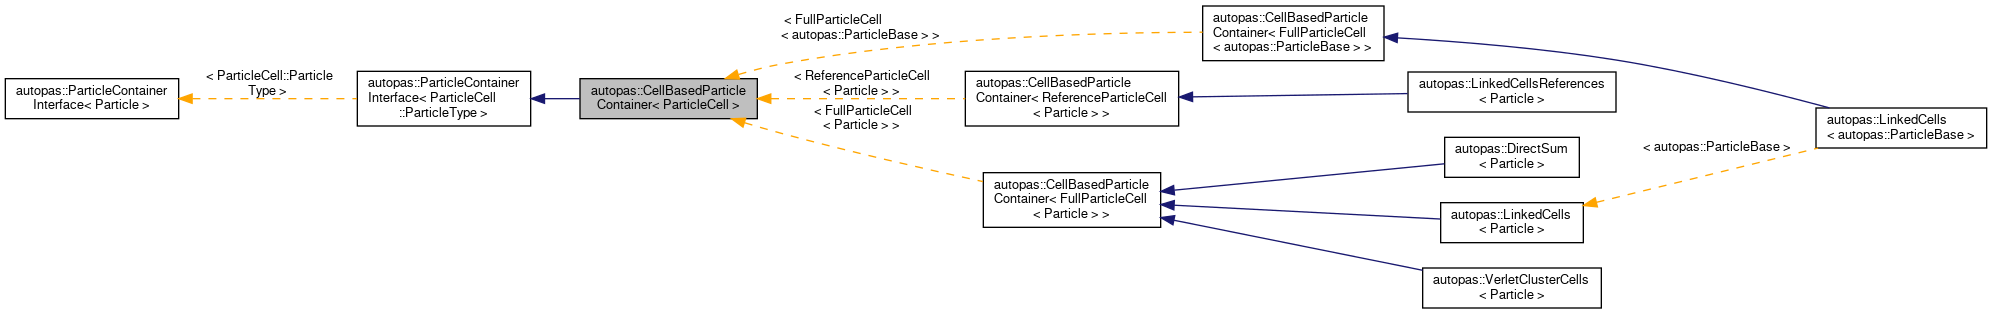 autopas::ParticleContainer
Interface< Particle >
< ParticleCell::Particle
Type >
autopas::ParticleContainer
Interface< ParticleCell
::ParticleType >
autopas::CellBasedParticle
Container< ParticleCell >
< FullParticleCell
< autopas::ParticleBase > >
< ReferenceParticleCell
< Particle > >
< FullParticleCell
< Particle > >
autopas::CellBasedParticle
Container< FullParticleCell
< autopas::ParticleBase > >
autopas::CellBasedParticle
Container< ReferenceParticleCell
< Particle > >
autopas::CellBasedParticle
Container< FullParticleCell
< Particle > >
autopas::LinkedCellsReferences
< Particle >
autopas::DirectSum
< Particle >
autopas::LinkedCells
< Particle >
autopas::VerletClusterCells
< Particle >
< autopas::ParticleBase >
autopas::LinkedCells
< autopas::ParticleBase >